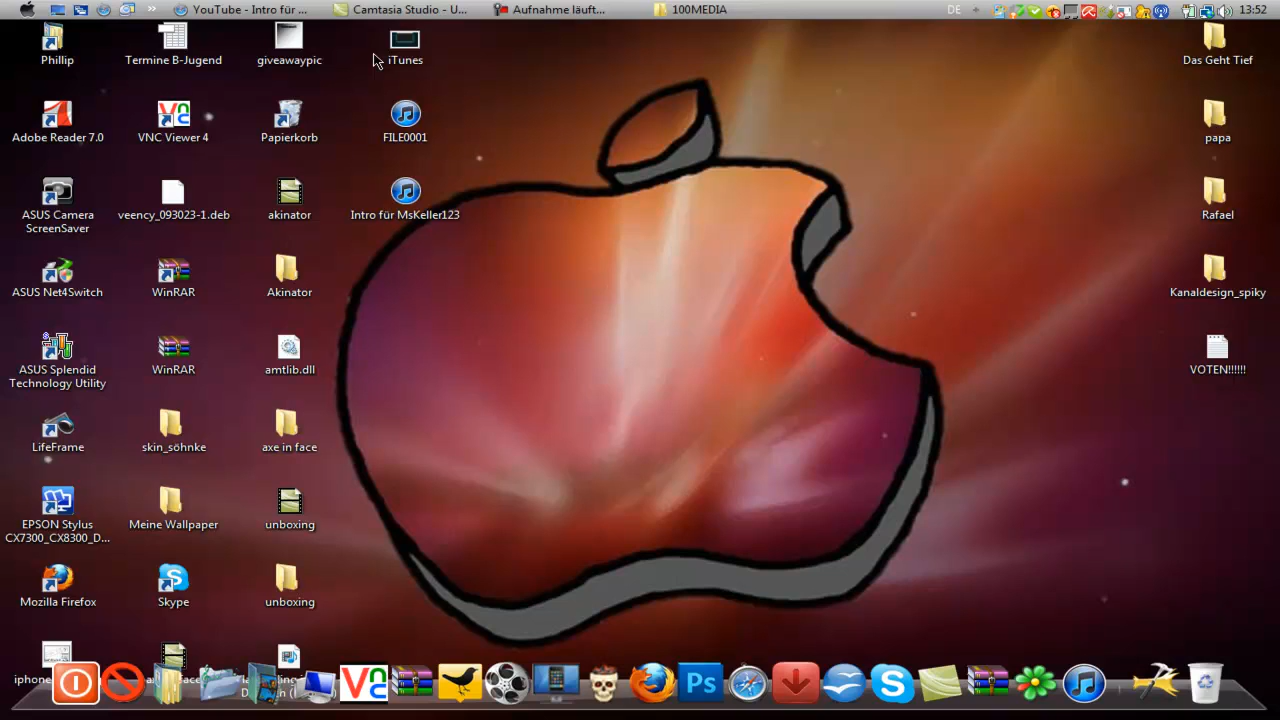 YouTube - Intro für ...
Camtasia Studio - U...
Aufnahme läuft...
100MEDIA
DE
13:52
Phillip
Termine B-Jugend
giveawaypic
iTunes
Das Geht Tief
Adobe Reader 7.0
VNC Viewer 4
Papierkorb
FILE0001
papa
ASUS Camera
ScreenSaver
veency_093023-1.deb
akinator
Intro für MsKeller123
Rafael
ASUS Net4Switch
WinRAR
Akinator
Kanaldesign_spiky
ASUS Splendid
Technology Utility
WinRAR
amtlib.dll
VOTEN!!!!!!
LifeFrame
skin_söhnke
axe in face
EPSON Stylus
CX7300_CX8300_D...
Meine Wallpaper
unboxing
Mozilla Firefox
Skype
unboxing
Ps